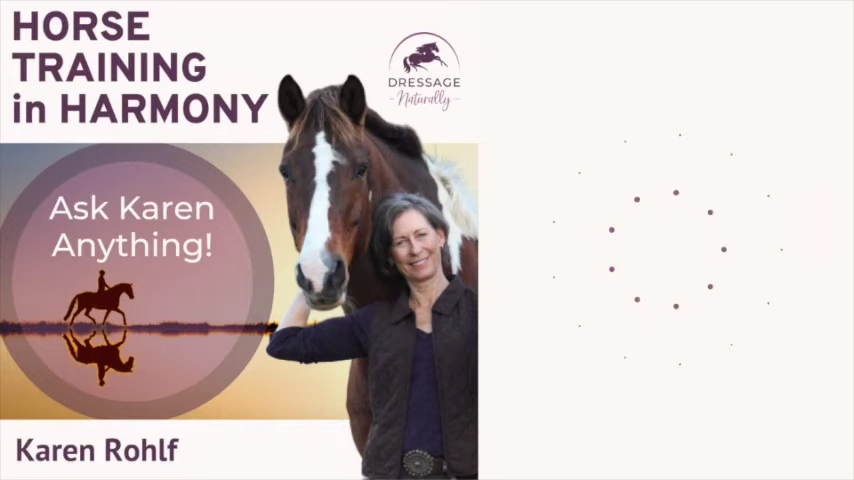 HORSE
TRAINING
in HARMONY
DRESSAGE
Naturally
Ask Karen
Anything!
Karen Rohlf